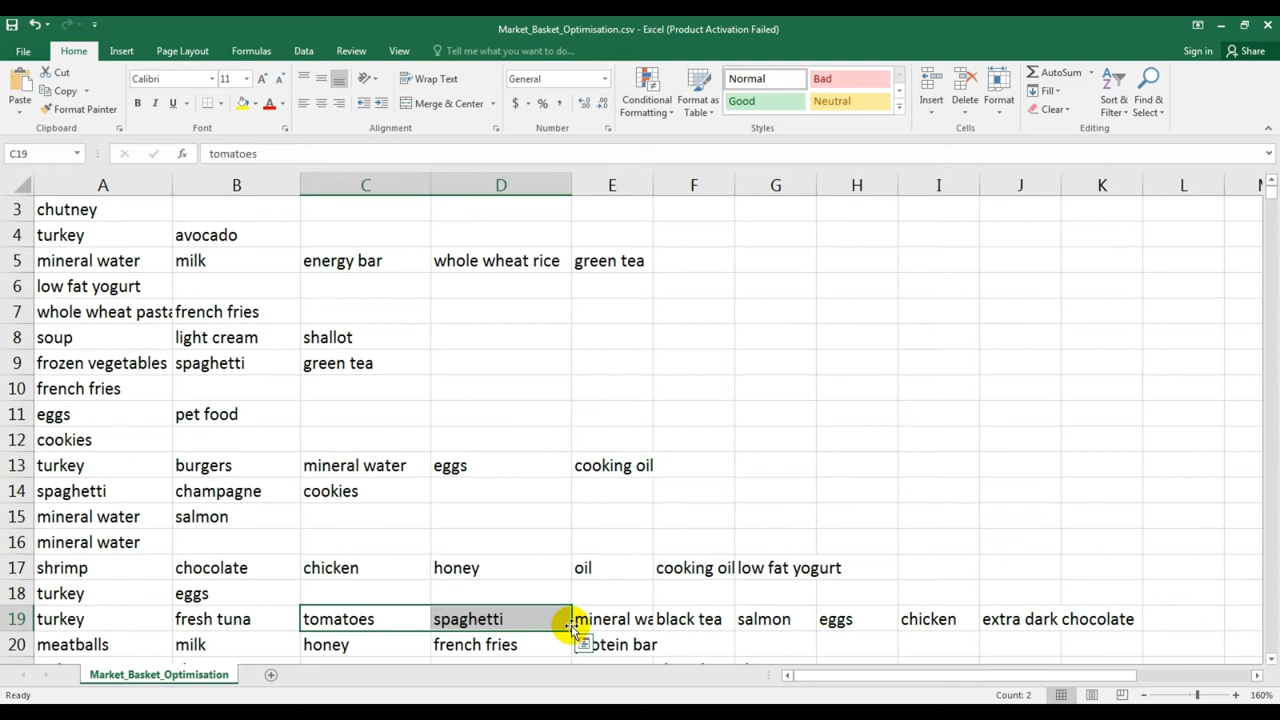 Market_Basket_Optimisation.csv - Excel (Product Activation Failed)
File Home Insert Page Layout Formulas Data Review View Tell me what you want to do... Sign in Share
Paste Cut Copy Format Painter Calibri 11 B I U Wrap Text Merge & Center General $ % Conditional Formatting Format as Table Normal Bad Good Neutral Insert Delete Format AutoSum Fill Clear Sort & Filter Find & Select
Clipboard Font Alignment Number Styles Cells Editing
C19 fx tomatoes
A B C D E F G H I J K L
3 chutney
4 turkey avocado
5 mineral water milk energy bar whole wheat rice green tea
6 low fat yogurt
7 whole wheat pasta french fries
8 soup light cream shallot
9 frozen vegetables spaghetti green tea
10 french fries
11 eggs pet food
12 cookies
13 turkey burgers mineral water eggs cooking oil
14 spaghetti champagne cookies
15 mineral water salmon
16 mineral water
17 shrimp chocolate chicken honey oil cooking oil low fat yogurt
18 turkey eggs
19 turkey fresh tuna tomatoes spaghetti mineral wa black tea salmon eggs chicken extra dark chocolate
20 meatballs milk honey french fries otein bar
Market_Basket_Optimisation
Ready Count: 2 160%